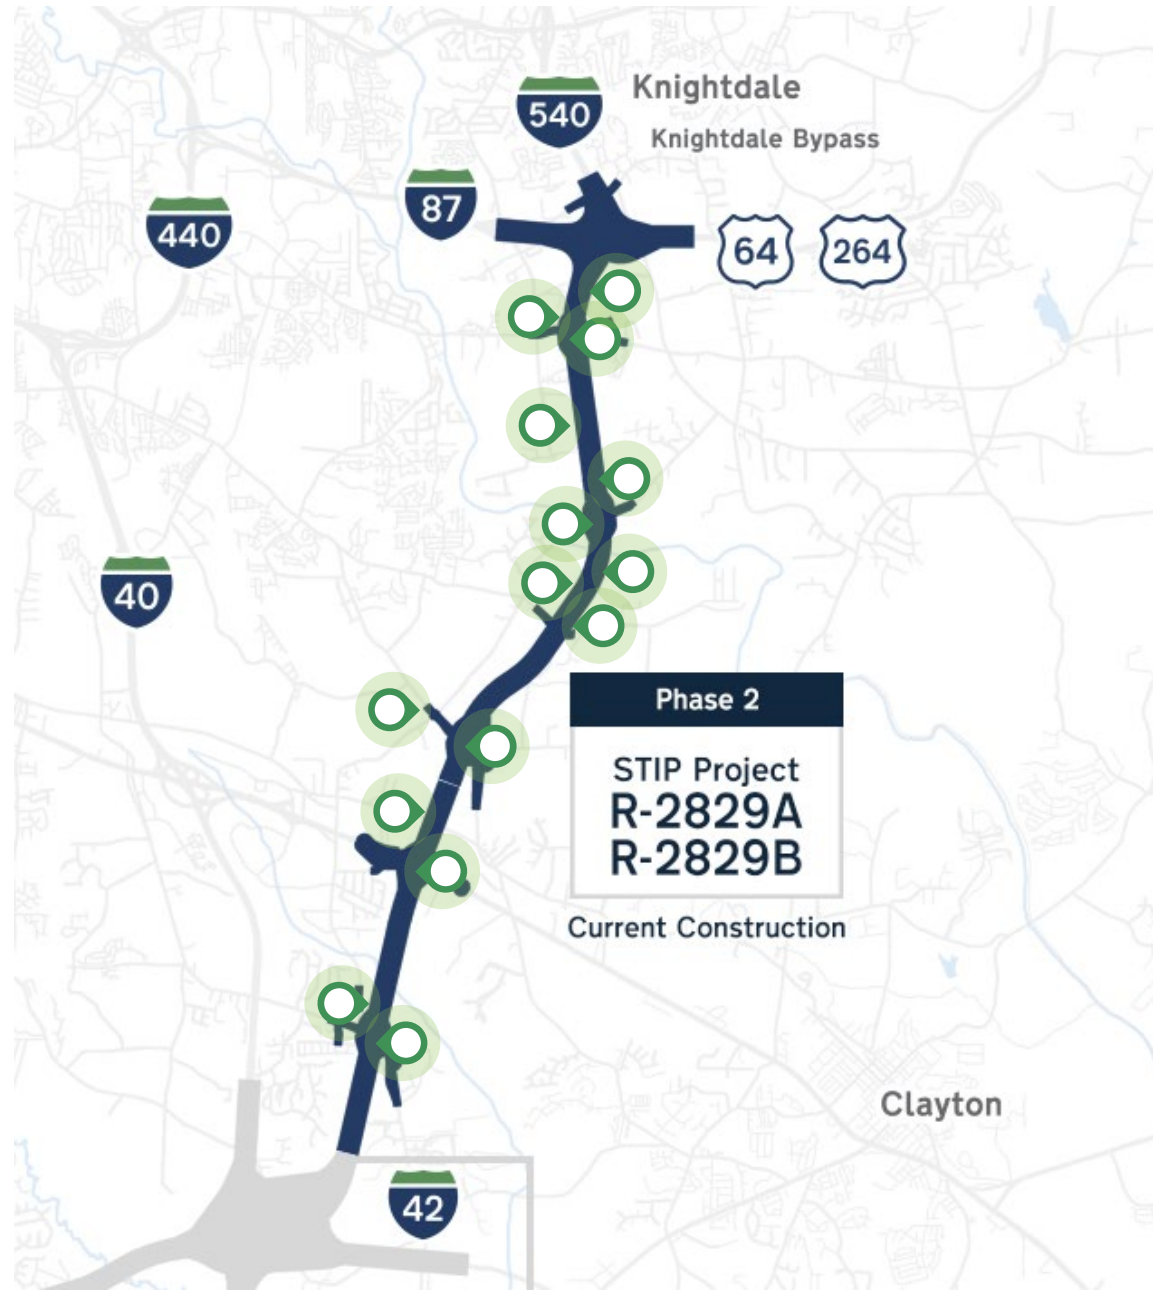 540
Knightdale
Knightdale Bypass
87
440
64
264
40
Phase 2
STIP Project
R-2829A
R-2829B
Current Construction
Clayton
42